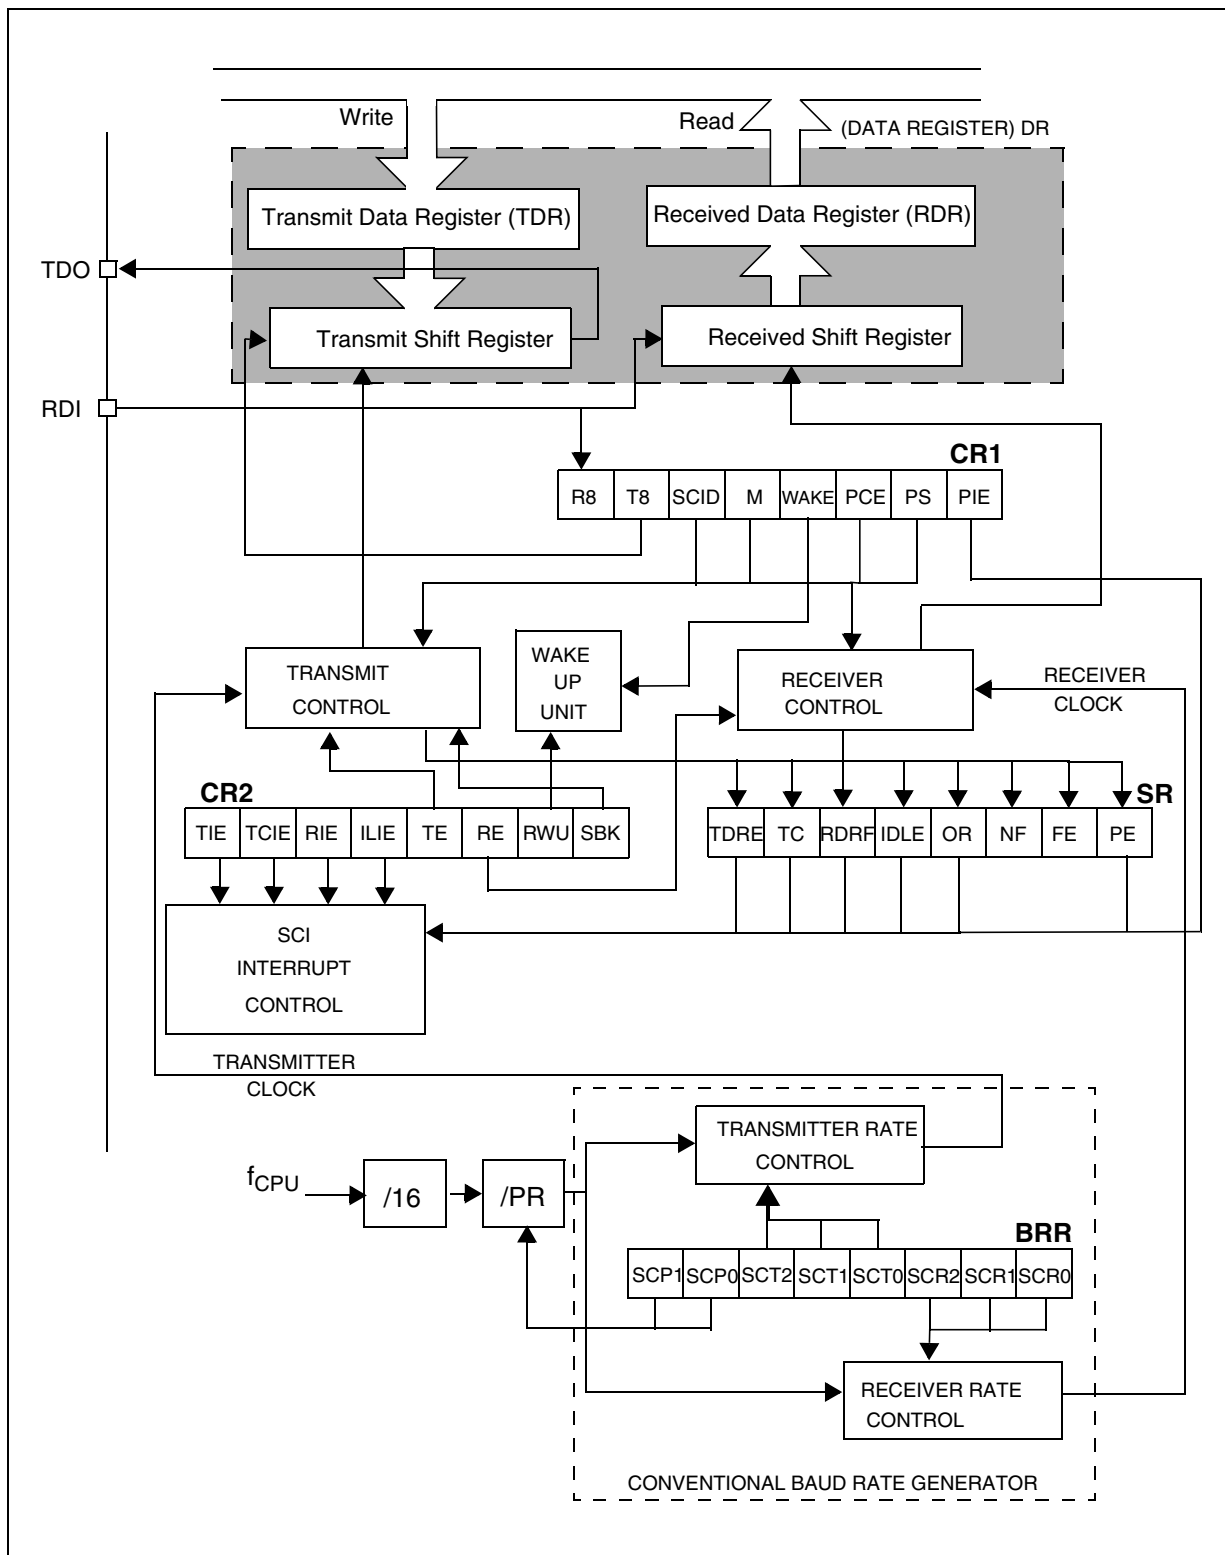 Write
Read
(DATA REGISTER) DR
Transmit Data Register (TDR)
Received Data Register (RDR)
TDO
Transmit Shift Register
Received Shift Register
RDI
CR1
R8 T8 SCID M WAKE PCE PS PIE
TRANSMIT
CONTROL
WAKE
UP
UNIT
RECEIVER
CONTROL
RECEIVER
CLOCK
CR2
TIE TCIE RIE ILIE TE RE RWU SBK
SR
TDRE TC RDRF IDLE OR NF FE PE
SCI
INTERRUPT
CONTROL
TRANSMITTER
CLOCK
TRANSMITTER RATE
CONTROL
fCPU
/16
/PR
BRR
SCP1 SCP0 SCT2 SCT1 SCT0 SCR2 SCR1 SCR0
RECEIVER RATE
CONTROL
CONVENTIONAL BAUD RATE GENERATOR